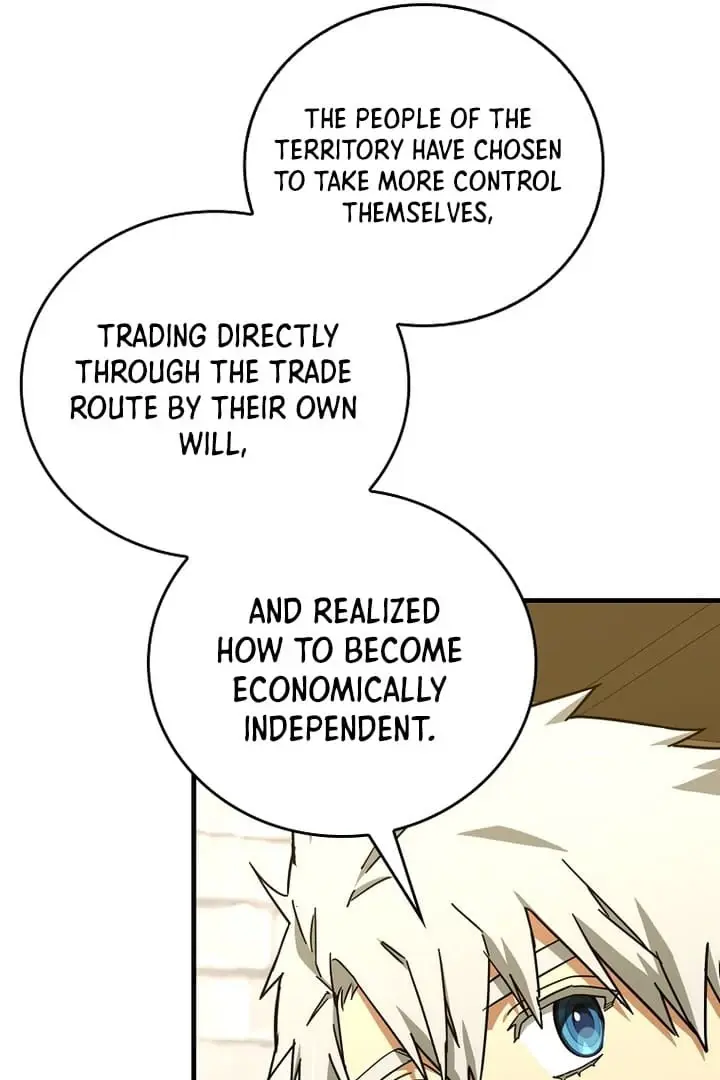 THE PEOPLE OF THE
TERRITORY HAVE CHOSEN
TO TAKE MORE CONTROL
THEMSELVES,
TRADING DIRECTLY
THROUGH THE TRADE
ROUTE BY THEIR OWN
WILL,
AND REALIZED
HOW TO BECOME
ECONOMICALLY
INDEPENDENT.